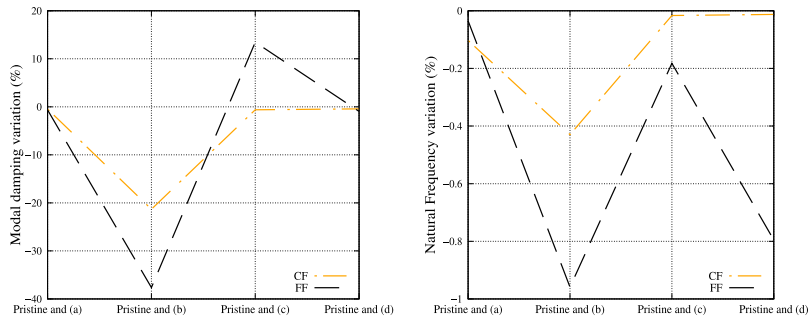 Modal damping variation (%)
20
10
0
−10
−20
−30
−40
CF
FF
Pristine and (a) Pristine and (b) Pristine and (c) Pristine and (d)
Natural Frequency variation (%)
0
−0.2
−0.4
−0.6
−0.8
−1
CF
FF
Pristine and (a) Pristine and (b) Pristine and (c) Pristine and (d)